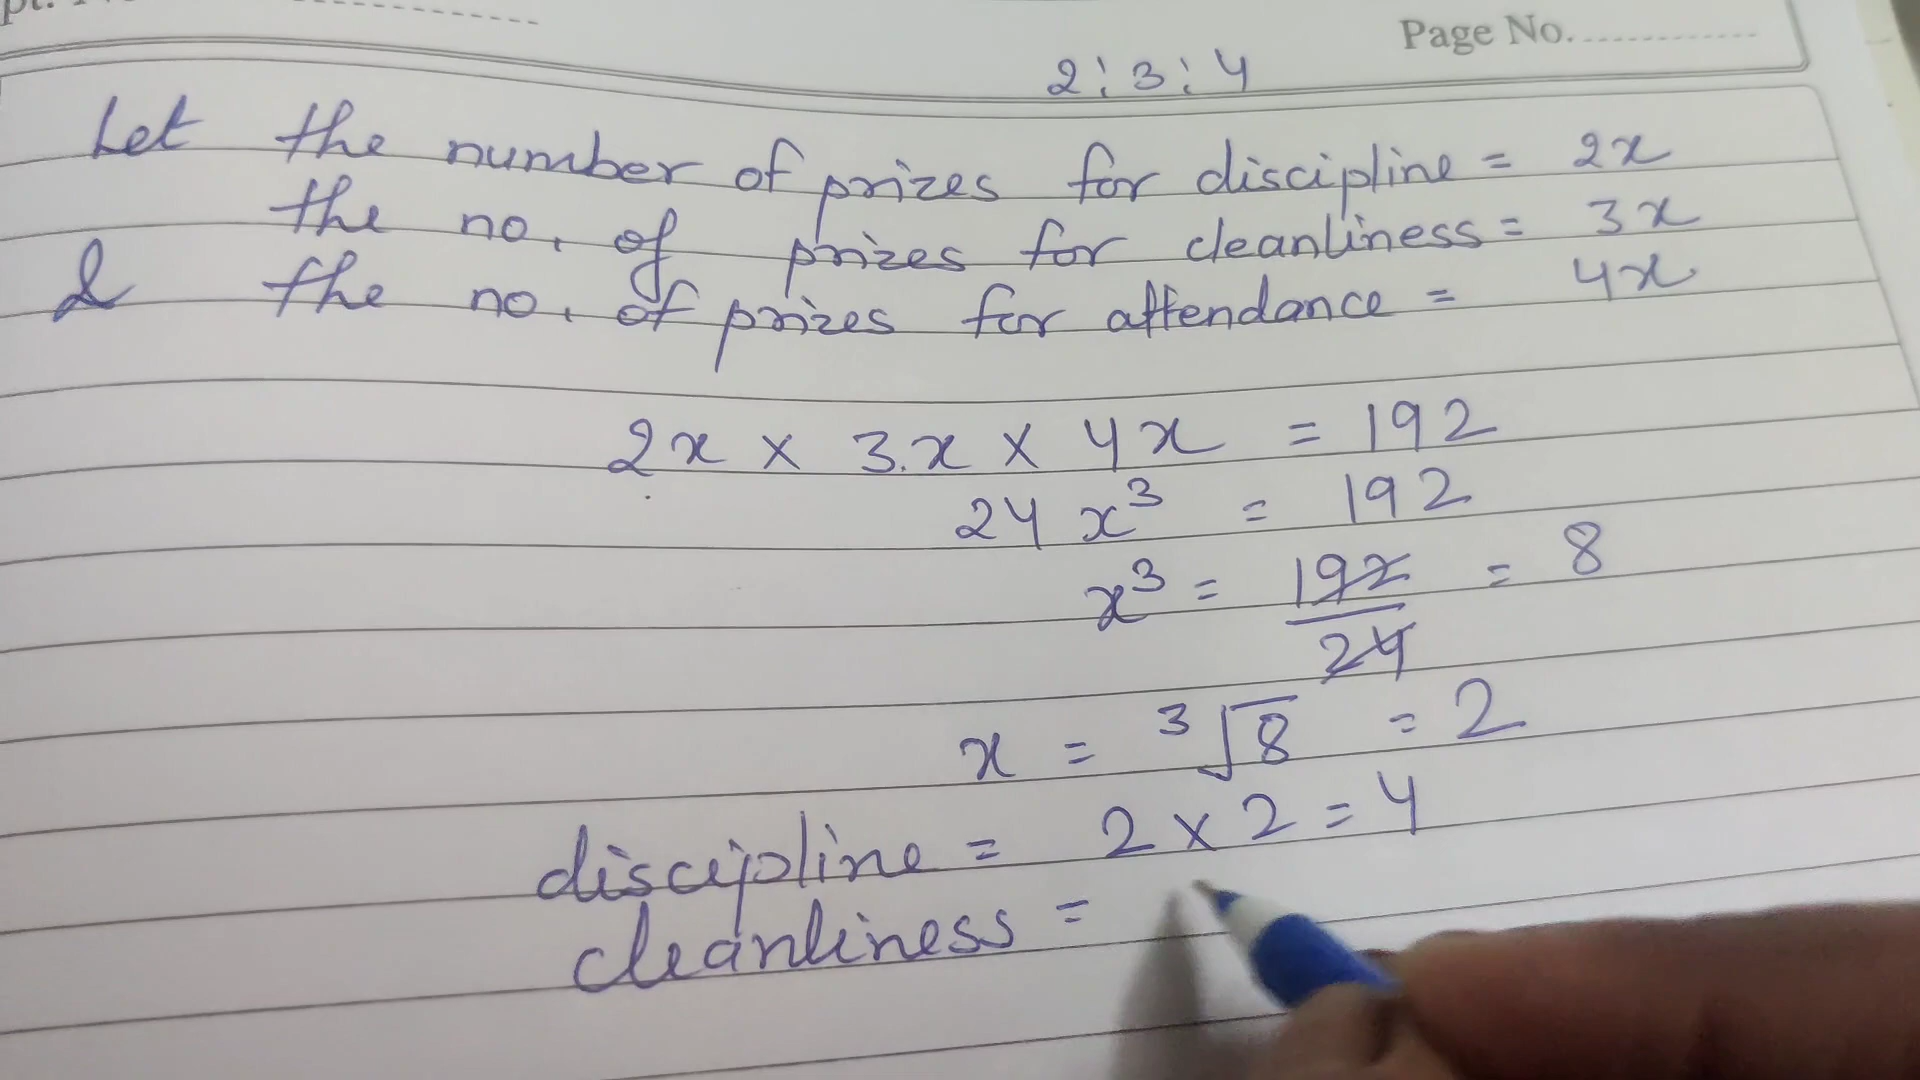 Page No.
2:3:4
Let the number of prizes for discipline = 2x
the no. of prizes for cleanliness = 3x
& the no. of prizes for attendance = 4x
2x × 3x × 4x = 192
24x³ = 192
x³ = 192/24 = 8
x = ³√8 = 2
discipline = 2 × 2 = 4
cleanliness =